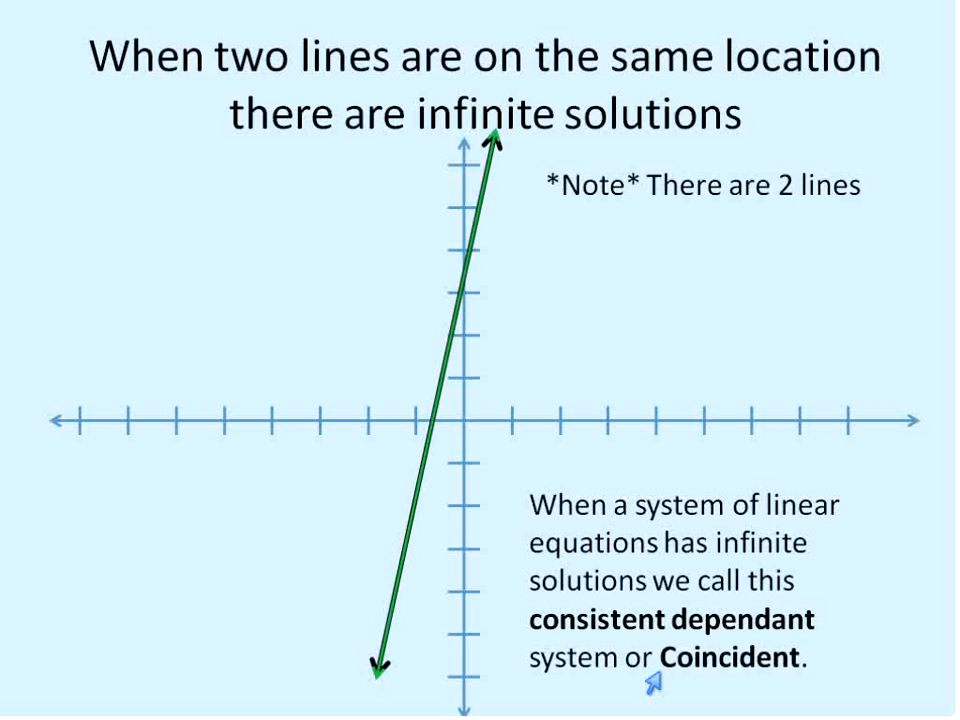 When two lines are on the same location
there are infinite solutions
*Note* There are 2 lines
When a system of linear
equations has infinite
solutions we call this
consistent dependant
system or Coincident.